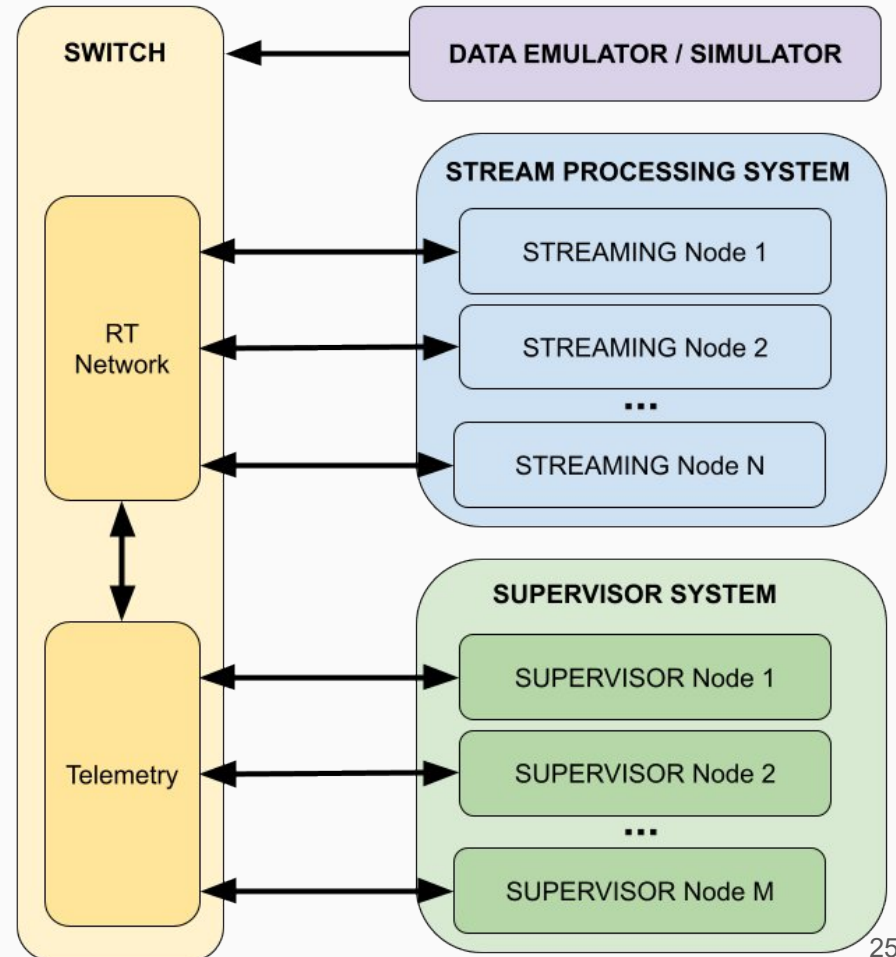 SWITCH
DATA EMULATOR / SIMULATOR
STREAM PROCESSING SYSTEM
STREAMING Node 1
RT
Network
STREAMING Node 2
...
STREAMING Node N
SUPERVISOR SYSTEM
SUPERVISOR Node 1
Telemetry
SUPERVISOR Node 2
...
SUPERVISOR Node M
25